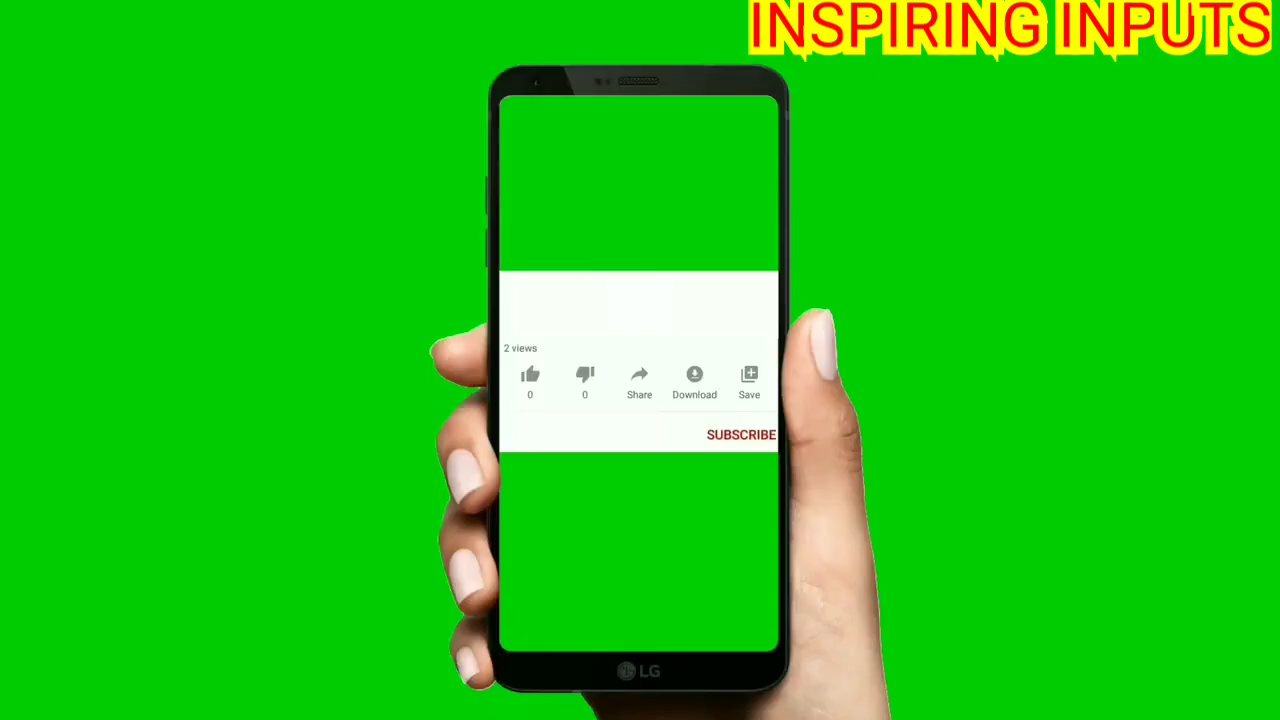 INSPIRING INPUTS
2 views
0 0 Share Download Save
SUBSCRIBE
LG